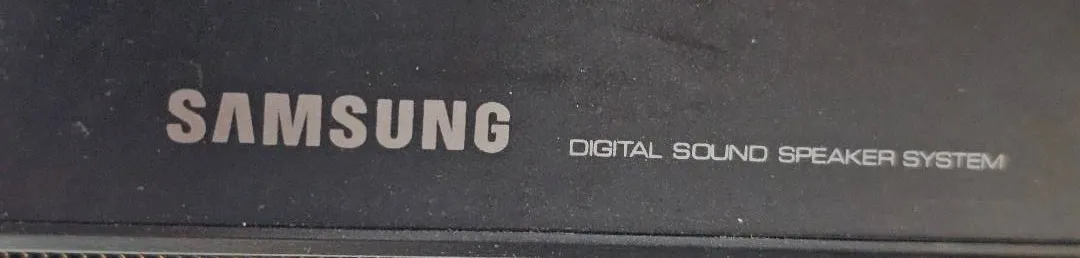 SAMSUNG DIGITAL SOUND SPEAKER SYSTEM